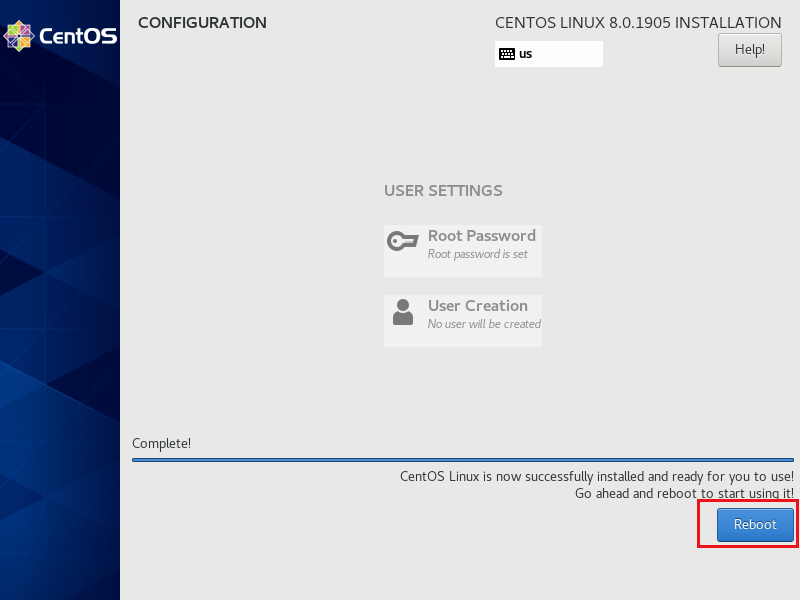 CentOS
CONFIGURATION
CENTOS LINUX 8.0.1905 INSTALLATION
us
Help!
USER SETTINGS
Root Password
Root password is set
User Creation
No user will be created
Complete!
CentOS Linux is now successfully installed and ready for you to use!
Go ahead and reboot to start using it!
Reboot